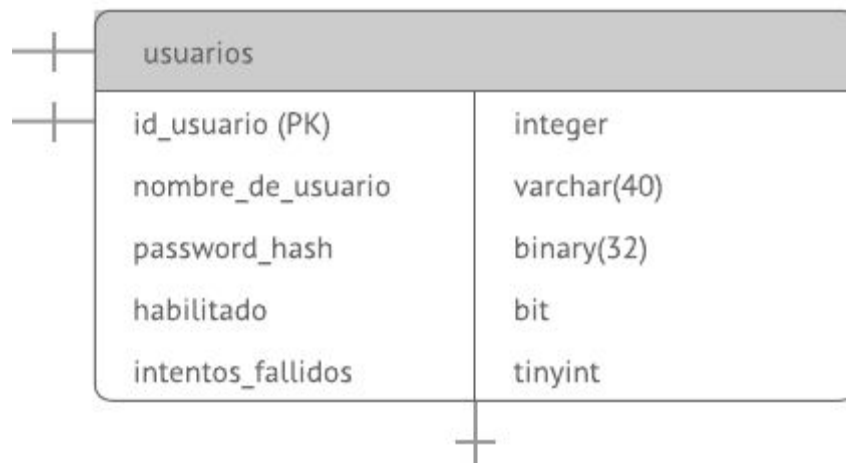 usuarios
id_usuario (PK) integer
nombre_de_usuario varchar(40)
password_hash binary(32)
habilitado bit
intentos_fallidos tinyint